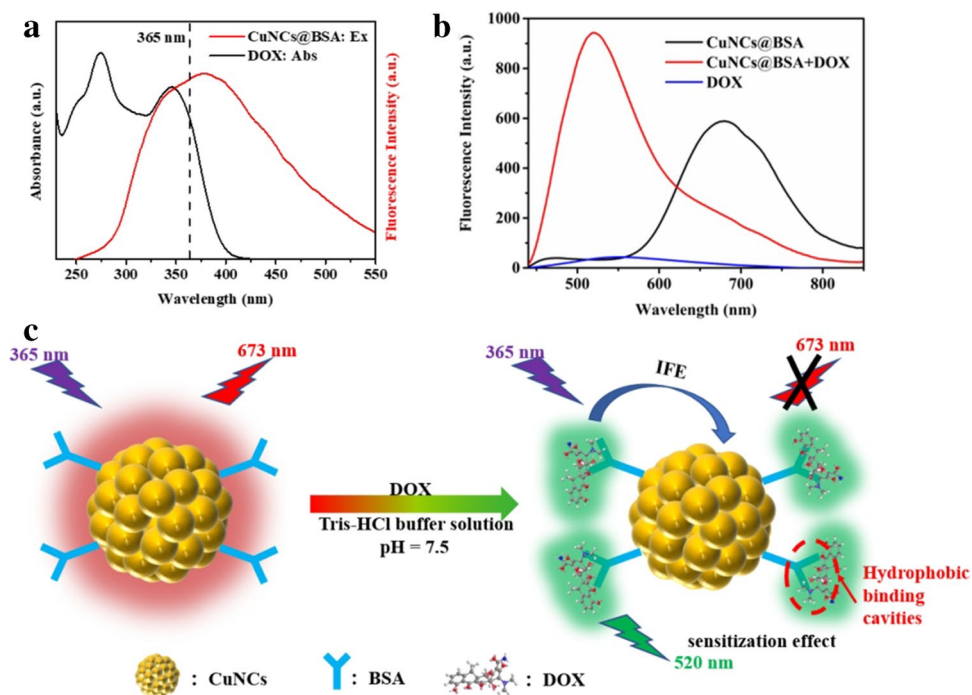 a
365 nm
CuNCs@BSA: Ex
DOX: Abs
Absorbance (a.u.)
Fluorescence Intensity (a.u.)
250 300 350 400 450 500 550
Wavelength (nm)
b
1000
900
800
600
400
200
0
CuNCs@BSA
CuNCs@BSA+DOX
DOX
Fluorescence Intensity (a.u.)
500 600 700 800
Wavelength (nm)
c
365 nm
673 nm
DOX
Tris-HCl buffer solution
pH = 7.5
365 nm
IFE
673 nm
Hydrophobic
binding
cavities
sensitization effect
520 nm
: CuNCs
: BSA
: DOX